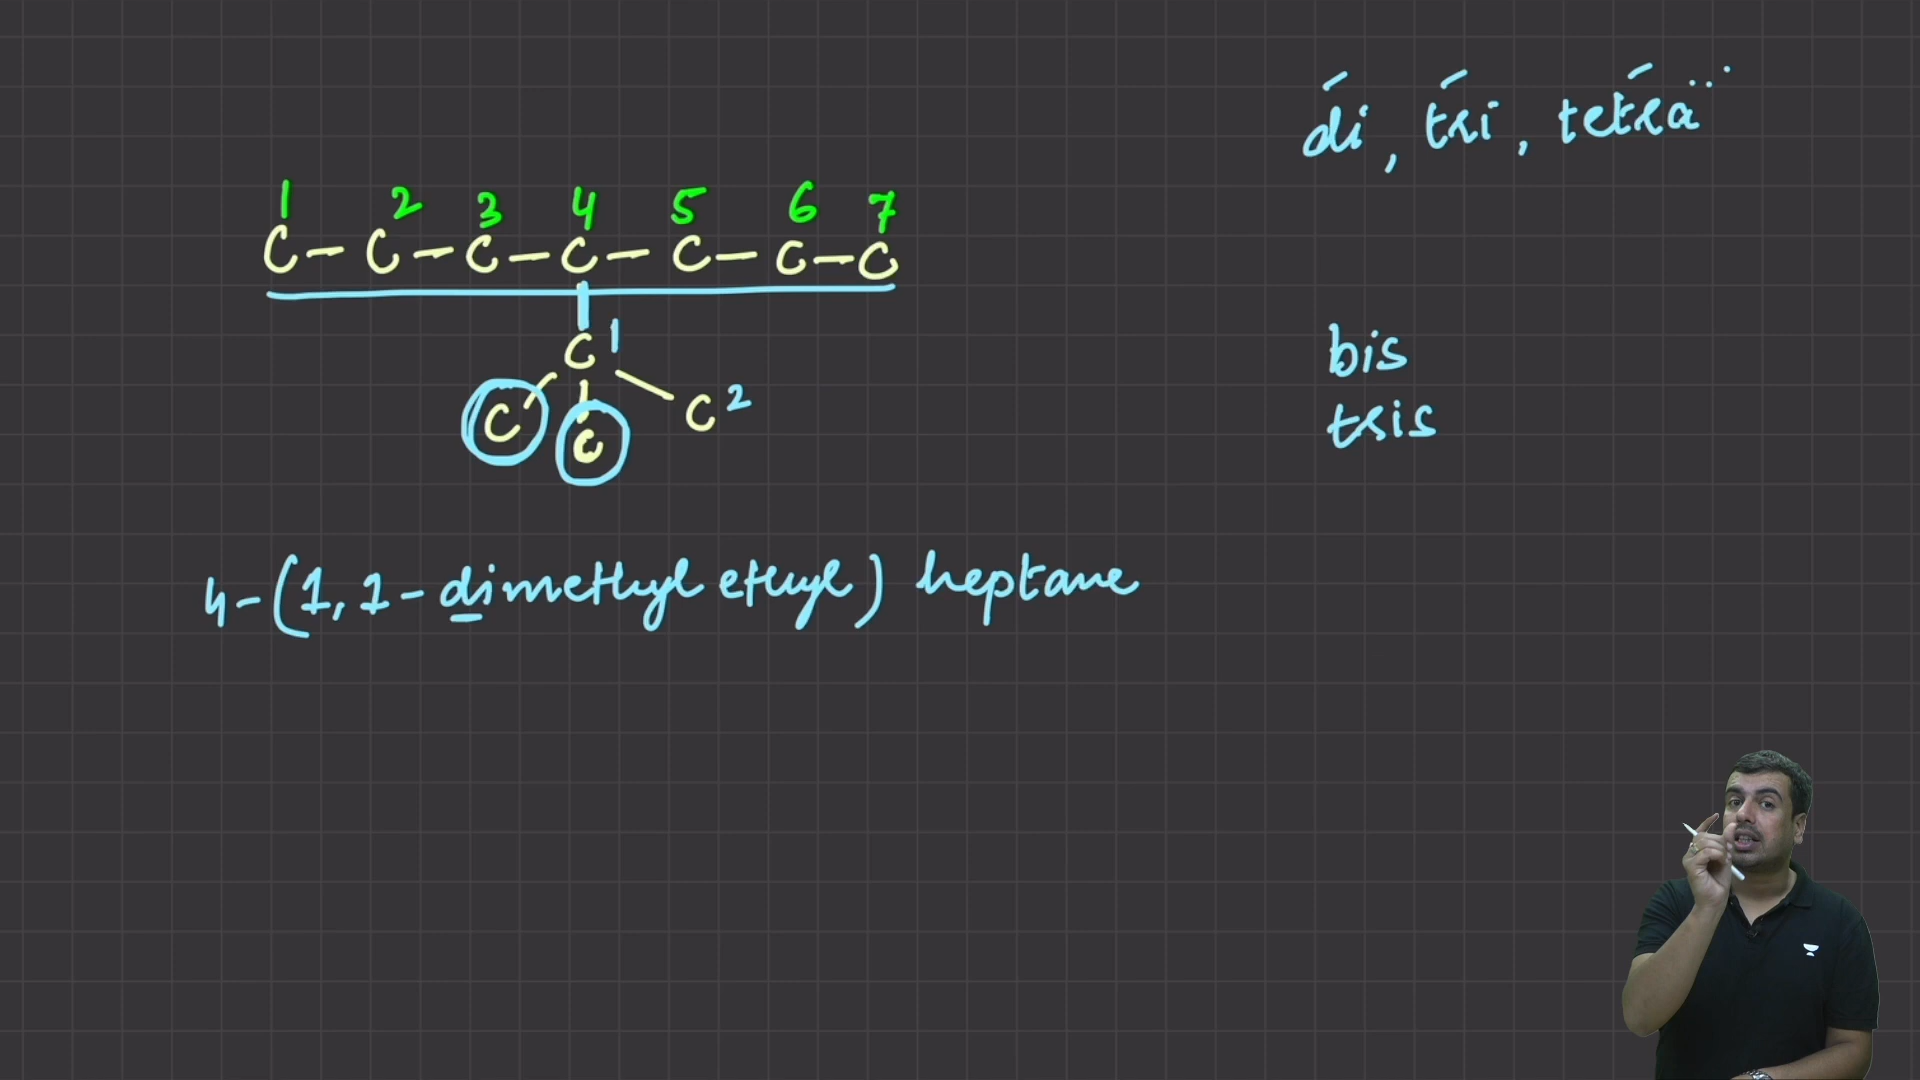 di, tri, tetra...
1 2 3 4 5 6 7
C - C - C - C - C - C - C
C 1
C C C 2
bis
tris
4-(1,1-dimethyl ethyl) heptane